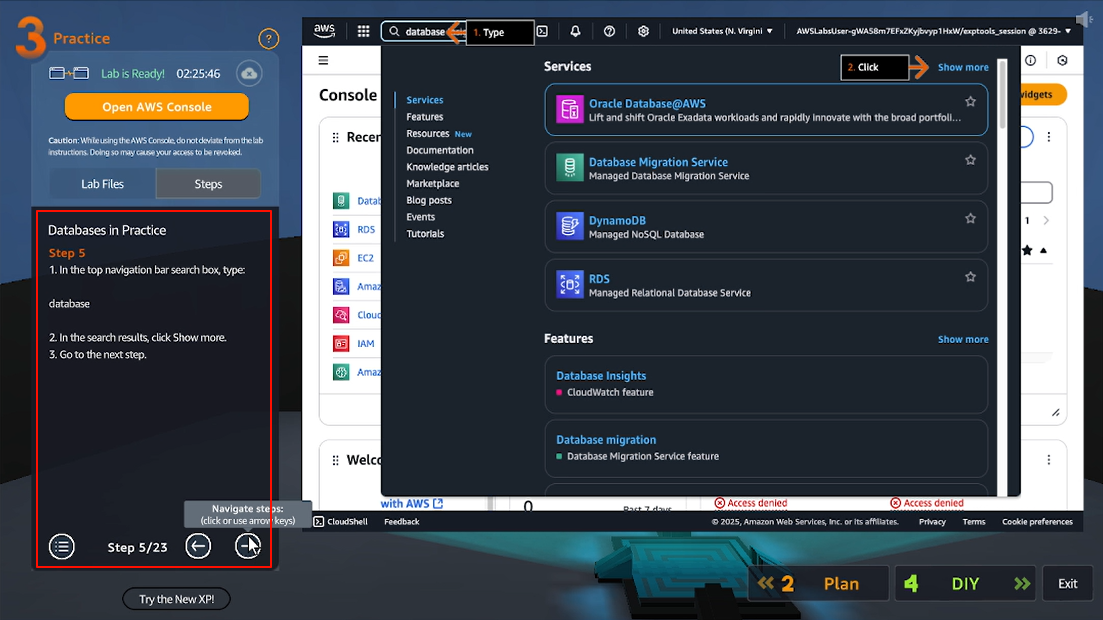 3 Practice
?
Lab is Ready! 02:25:46
Open AWS Console
Caution: While using the AWS Console, do not deviate from the lab
instructions. Doing so may cause your access to be revoked.
Lab Files
Steps
Databases in Practice
Step 5
1. In the top navigation bar search box, type:
database
2. In the search results, click Show more.
3. Go to the next step.
Navigate steps:
(click or use arrow keys)
Step 5/23
Try the New XP!
aws
database
1. Type
United (N. Virgini
AWSLabsUser-gWA58m7EFxZKyjbvyp1HxW/exptools_session @ 3629-
Console
widgets
Recen
Datab
RDS
EC2
Amaz
Cloud
IAM
Amaz
1
Services
2. Click
Show more
Services
Features
Resources New
Documentation
Knowledge articles
Marketplace
Blog posts
Events
Tutorials
Oracle Database@AWS
Lift and shift Oracle Exadata workloads and rapidly innovate with the broad portfoli...
Database Migration Service
Managed Database Migration Service
DynamoDB
Managed NoSQL Database
RDS
Managed Relational Database Service
Features
Show more
Database Insights
CloudWatch feature
Database migration
Database Migration Service feature
Welco
with AWS
0
Past 7 days
Access denied
Access denied
CloudShell
Feedback
© 2025, Amazon Web Services, Inc. or its affiliates.
Privacy
Terms
Cookie preferences
2 Plan
4 DIY
Exit